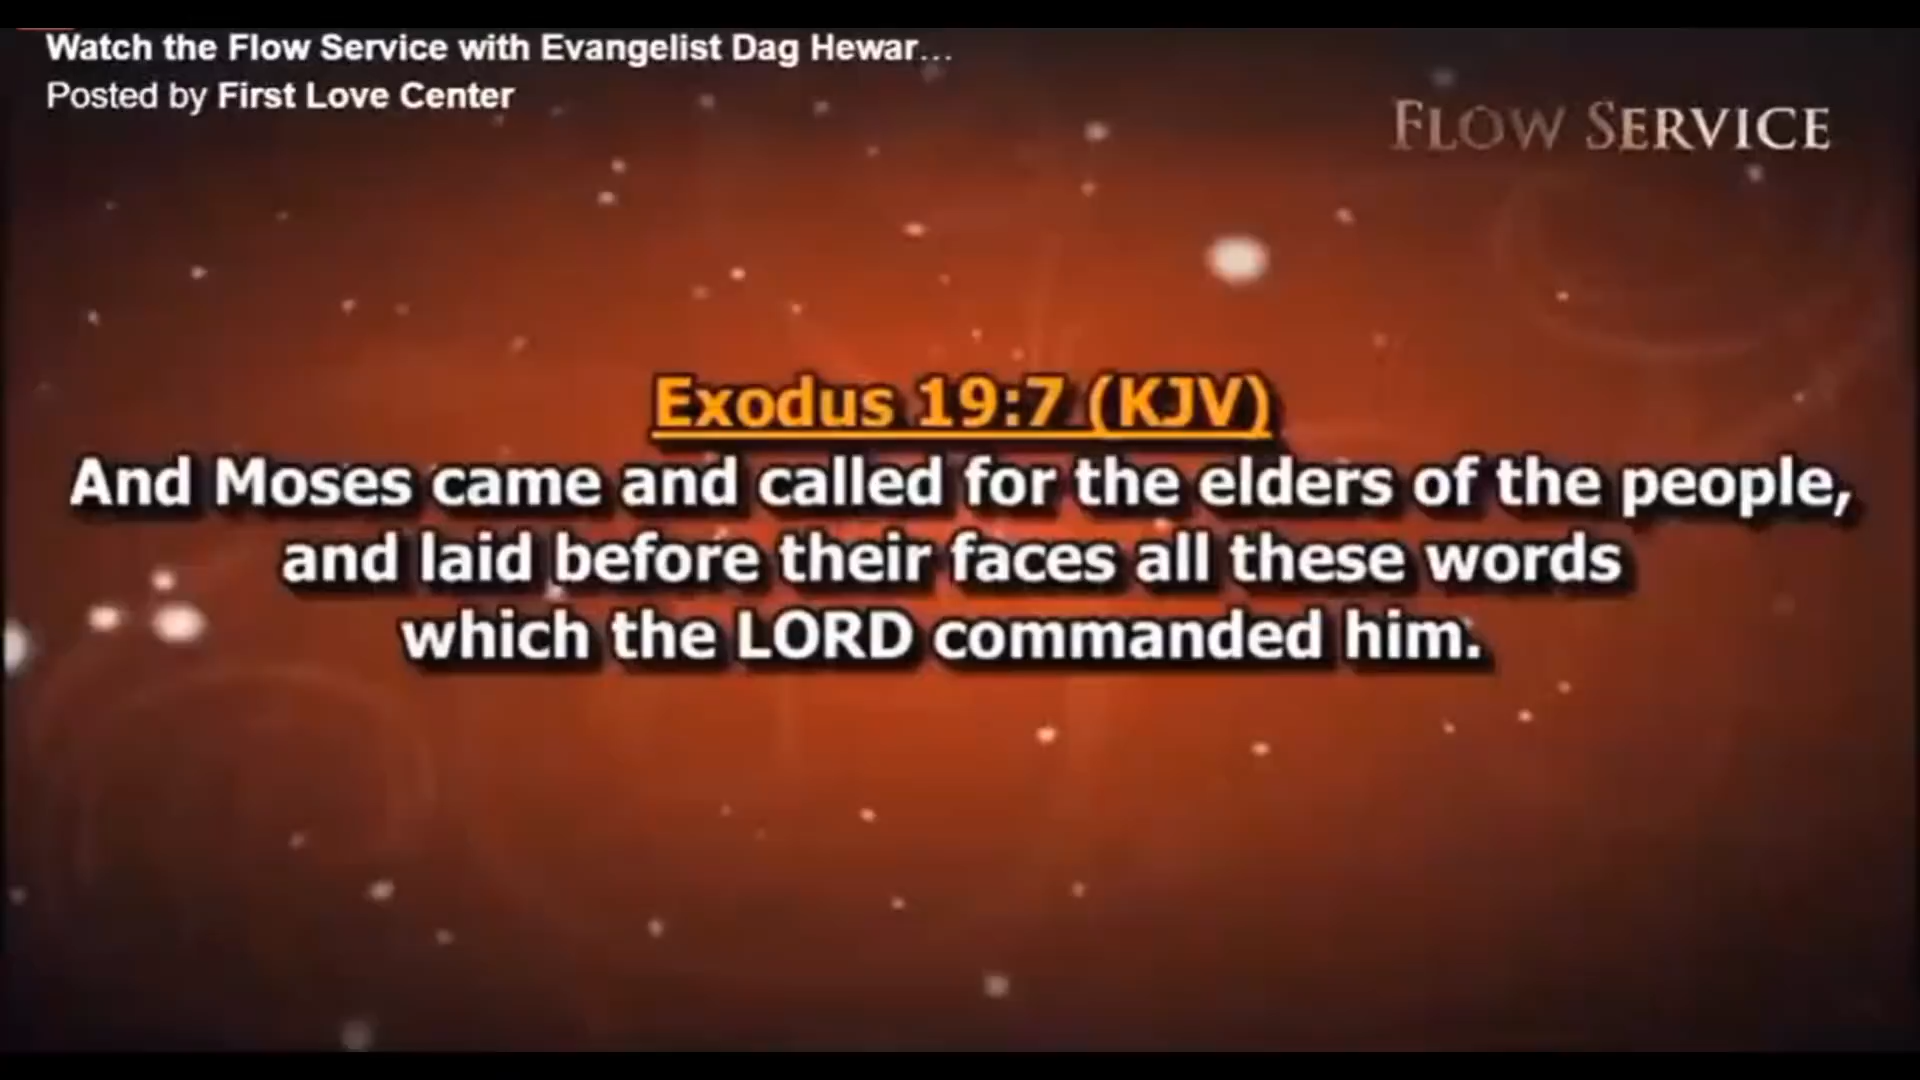 Watch the Flow Service with Evangelist Dag Hewar...
Posted by First Love Center
FLOW SERVICE
Exodus 19:7 (KJV)
And Moses came and called for the elders of the people,
and laid before their faces all these words
which the LORD commanded him.